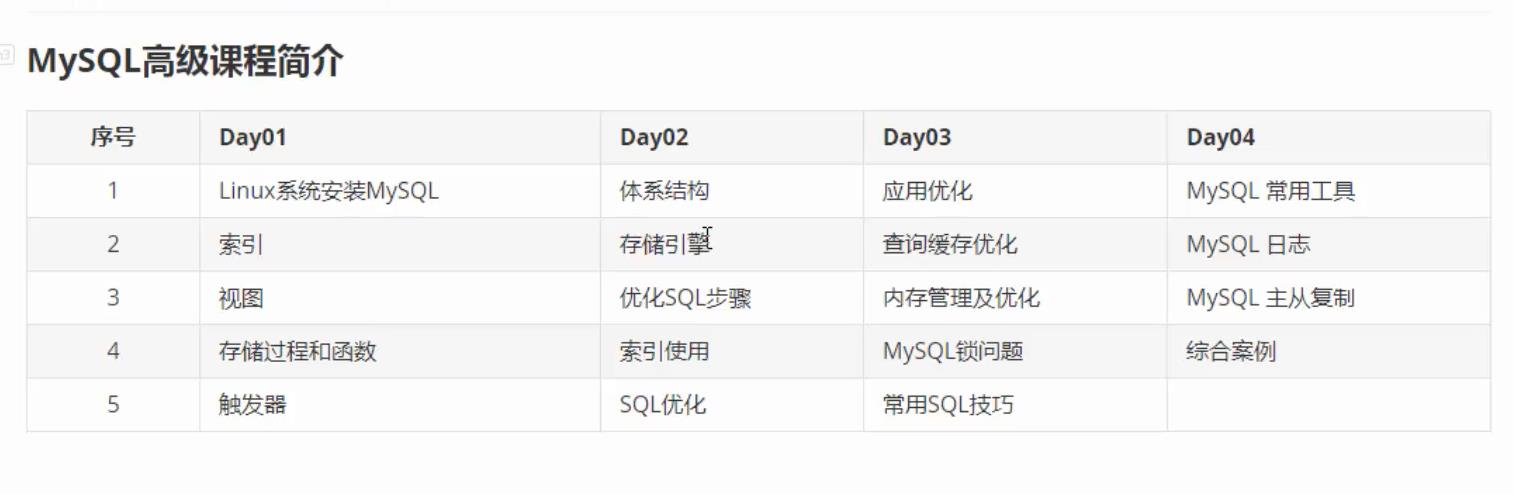 MySQL高级课程简介
序号 Day01 Day02 Day03 Day04
1 Linux系统安装MySQL 体系结构 应用优化 MySQL 常用工具
2 索引 存储引擎 查询缓存优化 MySQL 日志
3 视图 优化SQL步骤 内存管理及优化 MySQL 主从复制
4 存储过程和函数 索引使用 MySQL锁问题 综合案例
5 触发器 SQL优化 常用SQL技巧